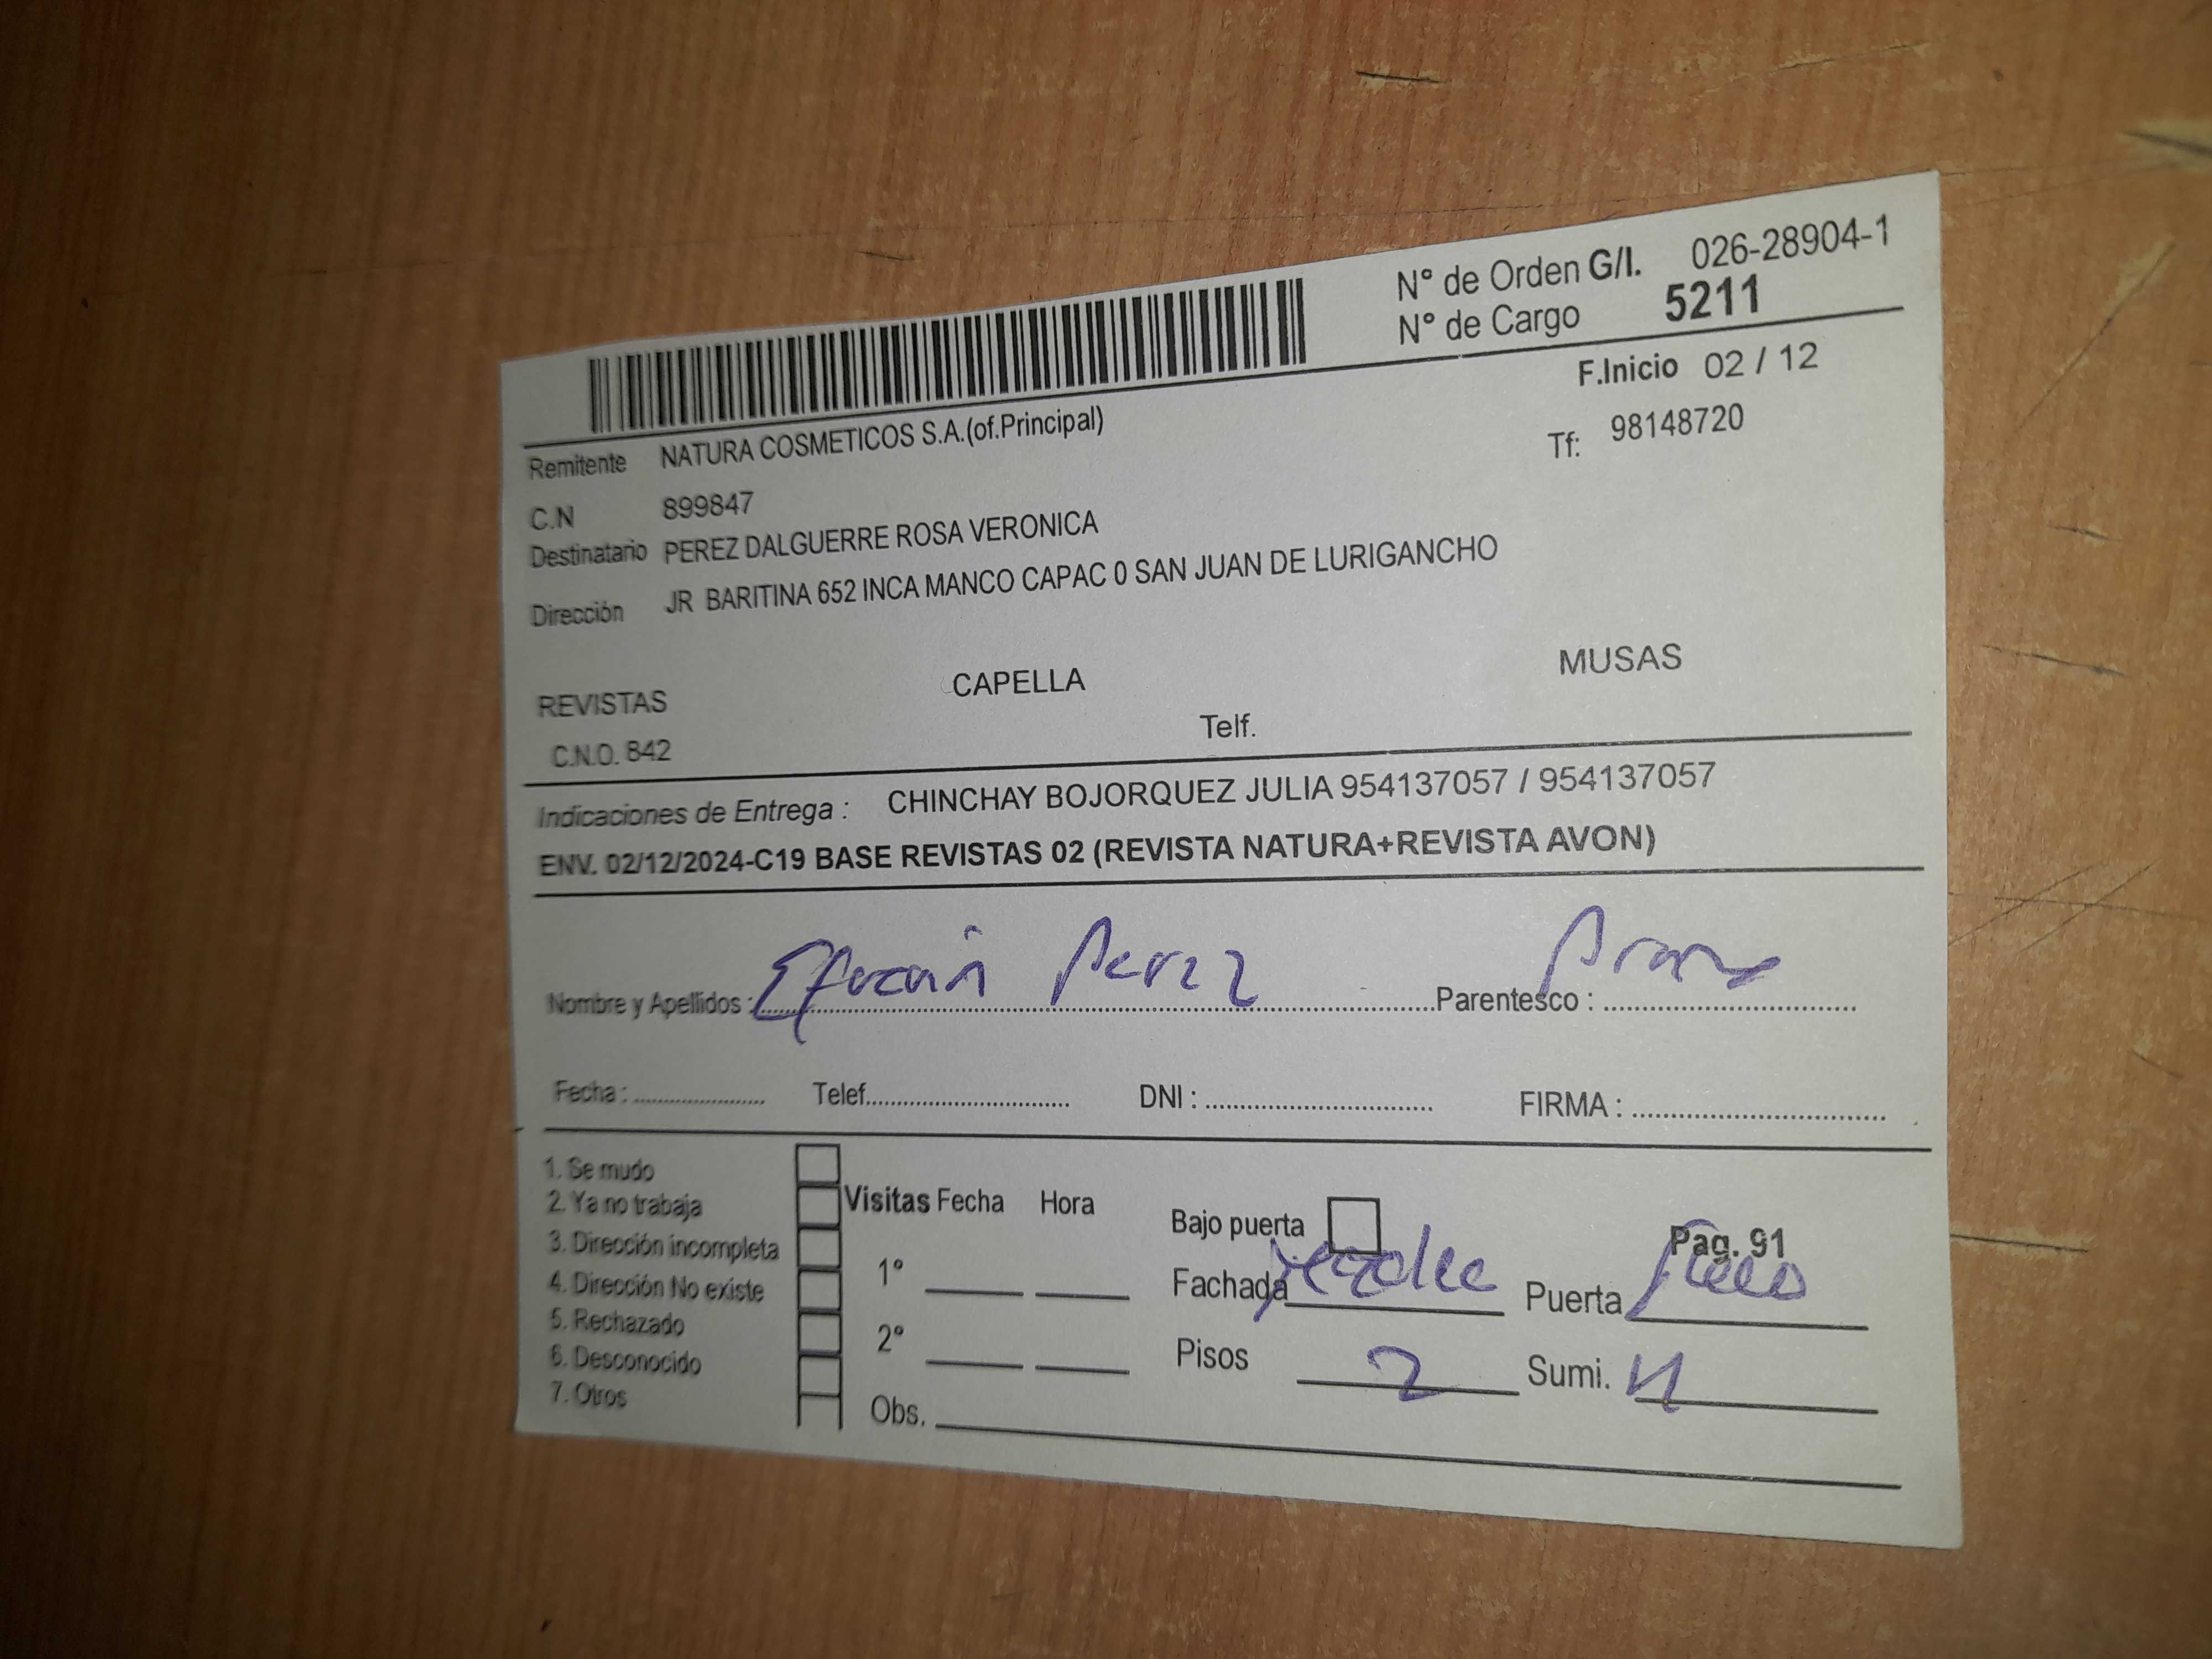 N° de Orden G/I. 026-28904-1
N° de Cargo 5211
F.Inicio 02 / 12
Remitente NATURA COSMETICOS S.A.(of.Principal)
Tf: 98148720
C.N 899847
Destinatario PEREZ DALGUERRE ROSA VERONICA
Dirección JR BARITINA 652 INCA MANCO CAPAC 0 SAN JUAN DE LURIGANCHO
REVISTAS CAPELLA MUSAS
C.N.O. 842 Telf.
Indicaciones de Entrega : CHINCHAY BOJORQUEZ JULIA 954137057 / 954137057
ENV. 02/12/2024-C19 BASE REVISTAS 02 (REVISTA NATURA+REVISTA AVON)
Nombre y Apellidos : Efraín Perez Parentesco :
Fecha : Telef. DNI : FIRMA :
1. Se mudo
2. Ya no trabaja
3. Dirección incompleta
4. Dirección No existe
5. Rechazado
6. Desconocido
7. Otros
Visitas Fecha Hora
1°
2°
Obs.
Bajo puerta Pag. 91
Fachada Puerta
Pisos 2 Sumi.